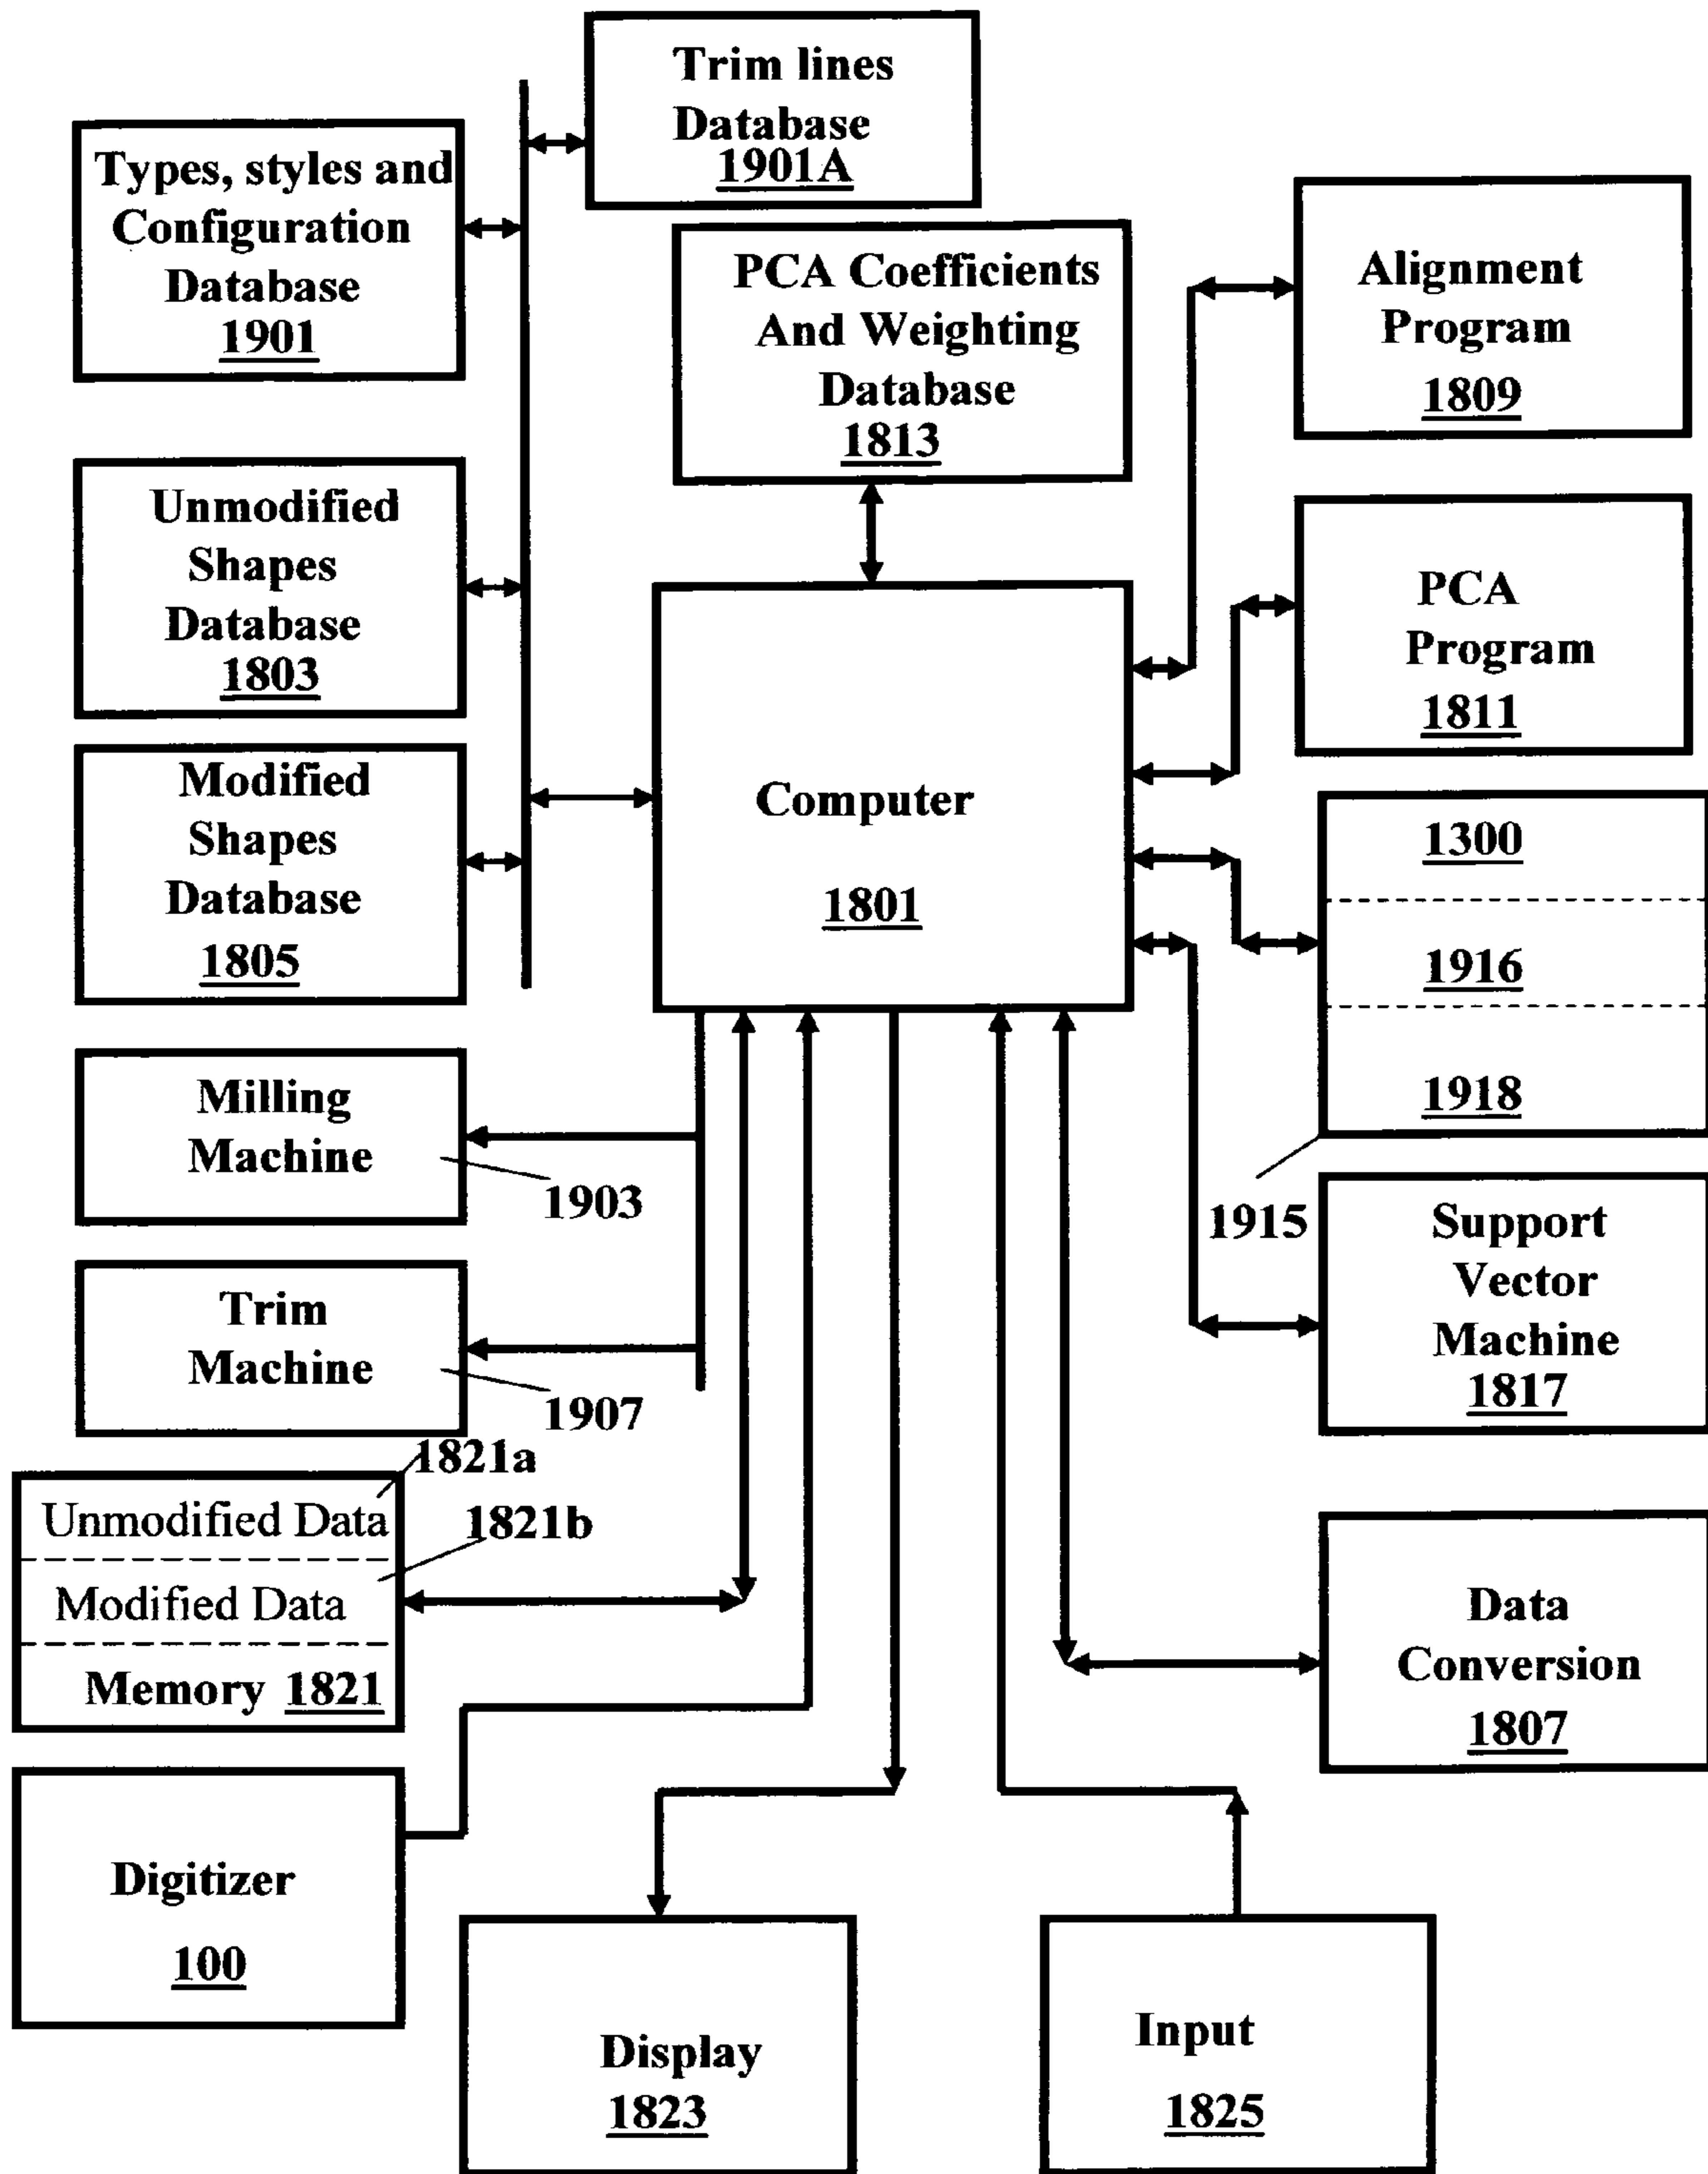 Trim lines
Database
1901A
Types, styles and
Configuration
Database
1901
PCA Coefficients
And Weighting
Database
1813
Alignment
Program
1809
Unmodified
Shapes
Database
1803
PCA
Program
1811
Modified
Shapes
Database
1805
Computer
1801
1300
1916
1918
1915
Milling
Machine
1903
Support
Vector
Machine
1817
Trim
Machine
1907
1821a
Unmodified Data
1821b
Modified Data
Memory 1821
Data
Conversion
1807
Digitizer
100
Display
1823
Input
1825